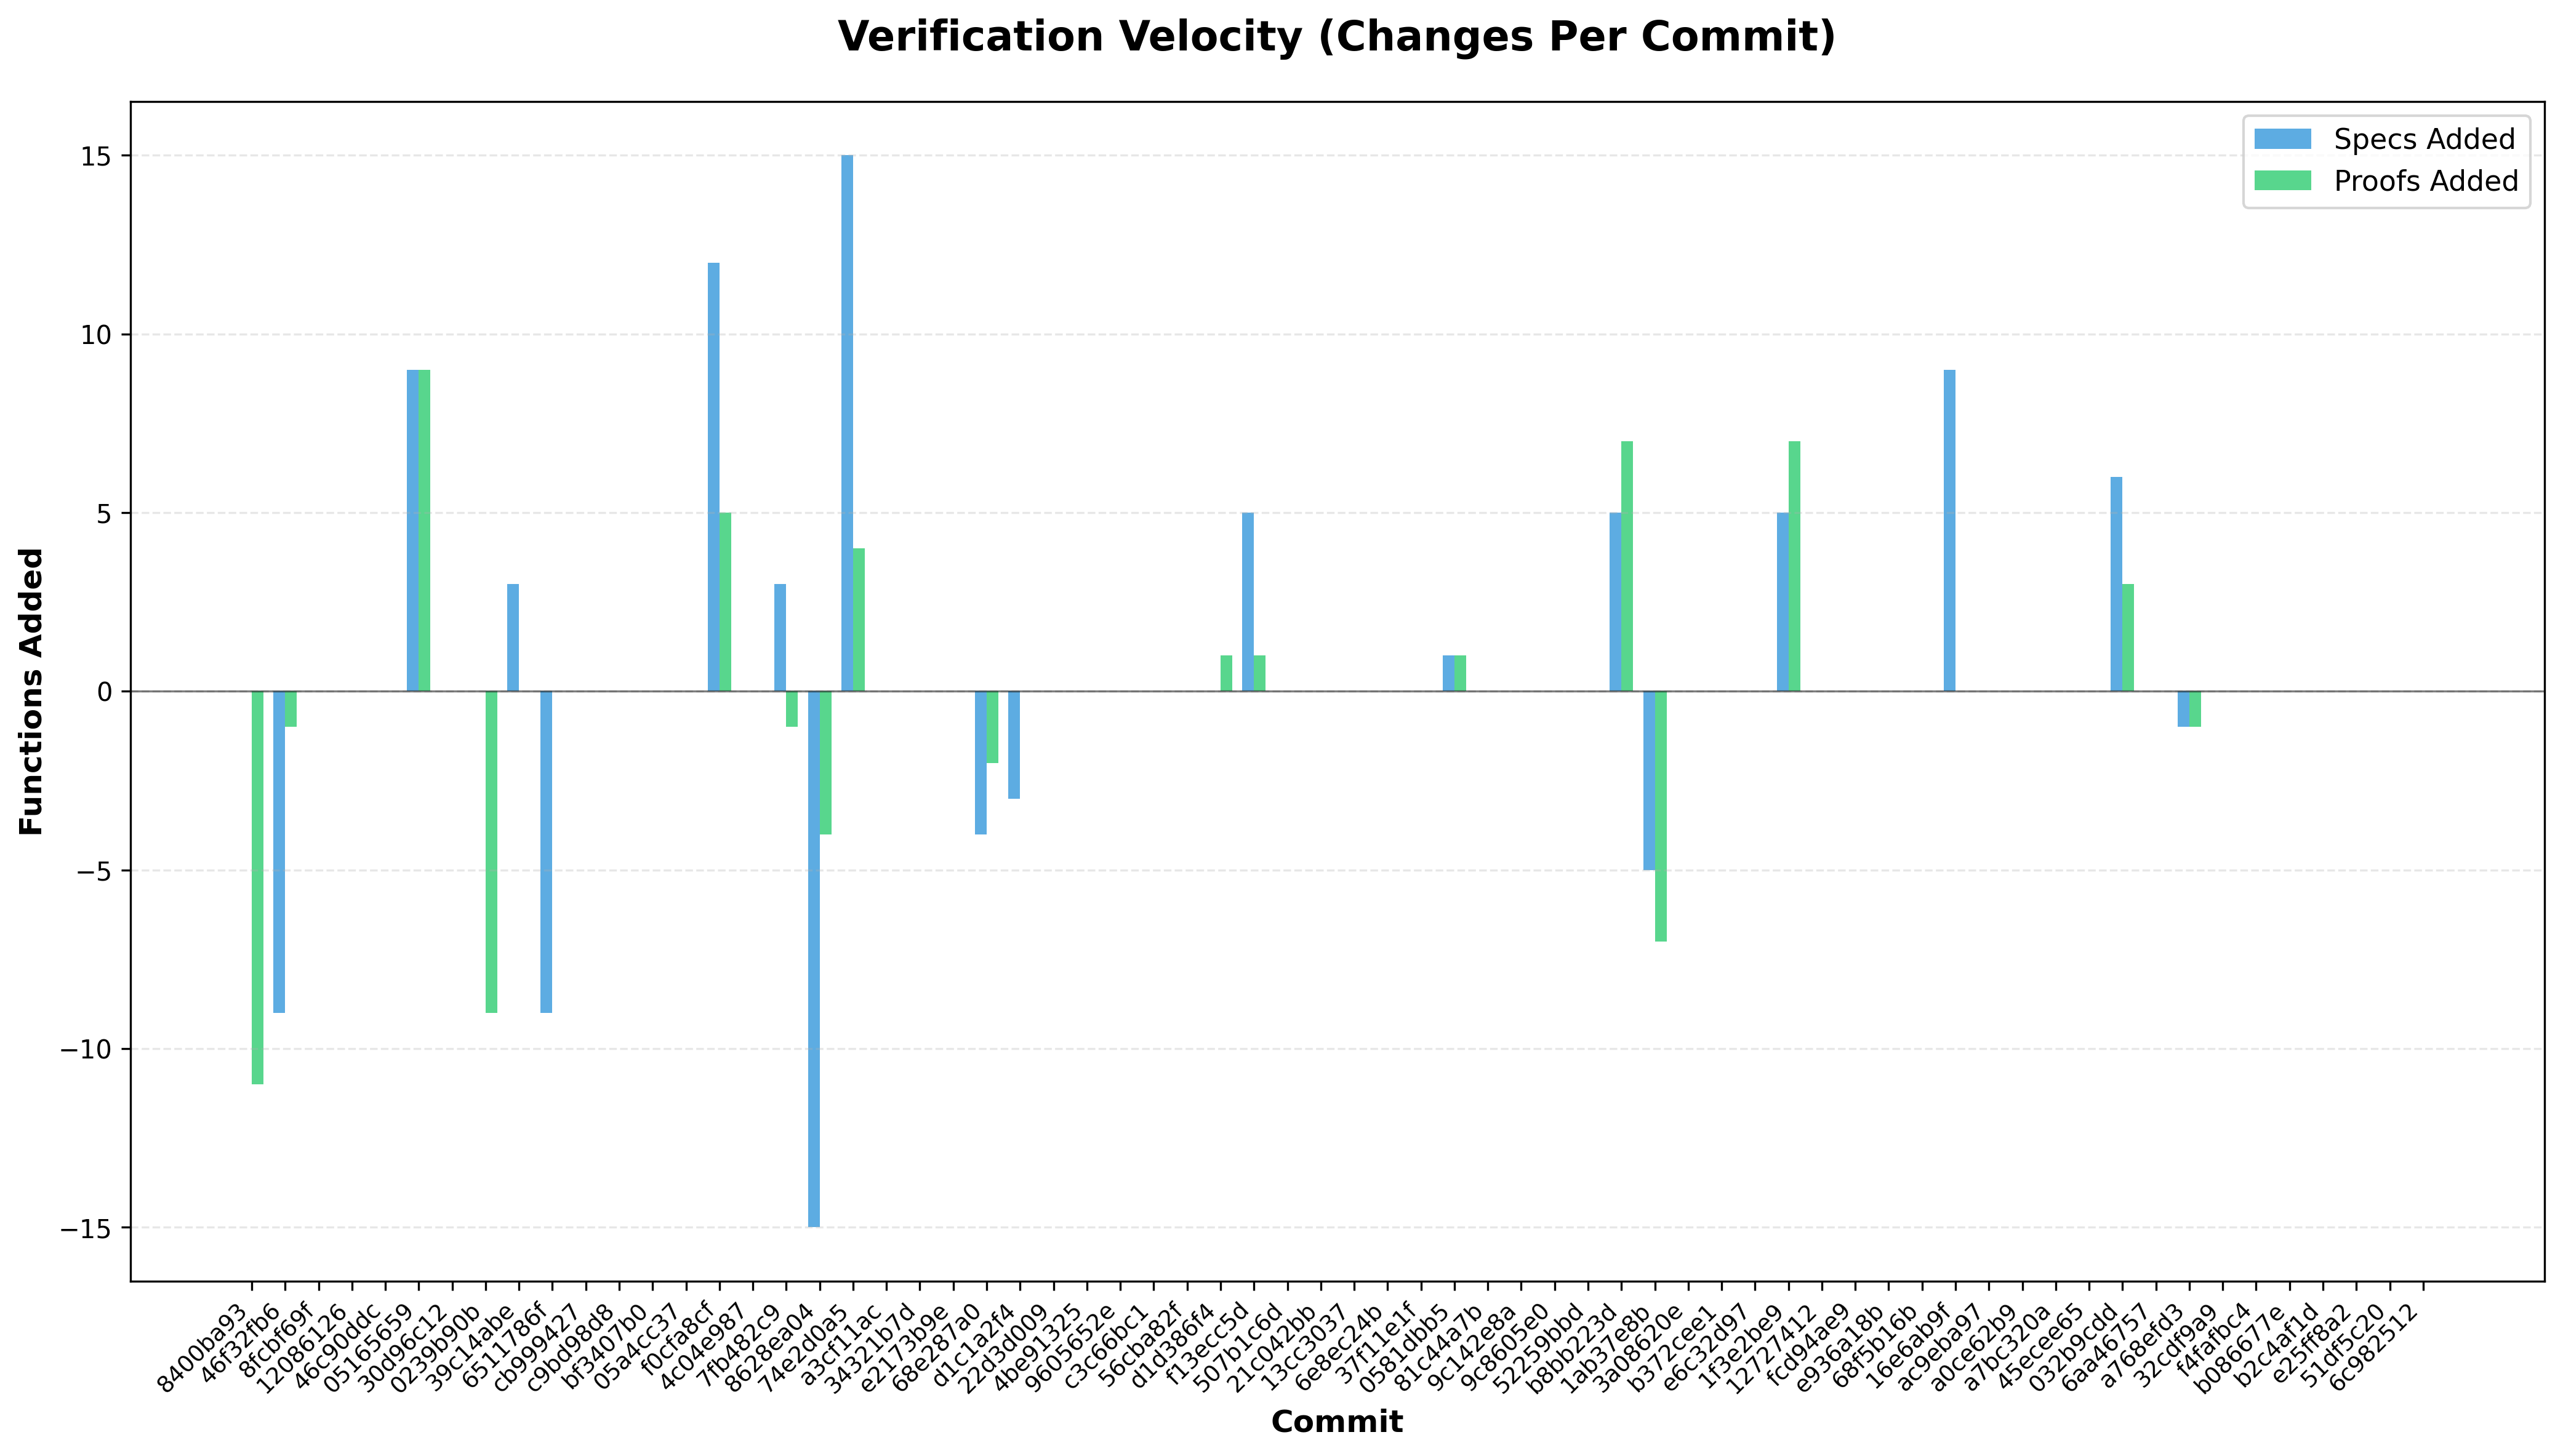 Verification Velocity (Changes Per Commit)
Specs Added
Proofs Added
15
10
5
0
−5
−10
−15
Functions Added
8400ba93
46f32fb6
8fcbf69f
12086126
46c90ddc
05165659
30d96c12
0239b90b
39c14abe
6511786f
cb999427
c9bd98d8
bf3407b0
05a4cc37
f0cfa8cf
4c04e987
7fb482c9
8628ea04
74e2d0a5
a3cf11ac
34321b7d
e2173b9e
68e287a0
d1c1a2f4
22d3d009
4be91325
9605652e
c3c66bc1
56cba82f
d1d386f4
f13ecc5d
507b1c6d
21c042bb
13cc3037
6e8ec24b
37f11e1f
0581dbb5
81c44a7b
9c142e8a
9c8605e0
52259bbd
b8bb223d
1ab37e8b
3a08620e
b372cee1
e6c32d97
1f3e2be9
12727412
fcd94ae9
e936a18b
68f5b16b
16e6ab9f
ac9eba97
a0ce62b9
a7bc320a
45ecee65
032b9cdd
6aa46757
a768efd3
32cdf9a9
f4fafbc4
b086677e
b2c4af1d
e25ff8a2
51df5c20
6c982512
Commit